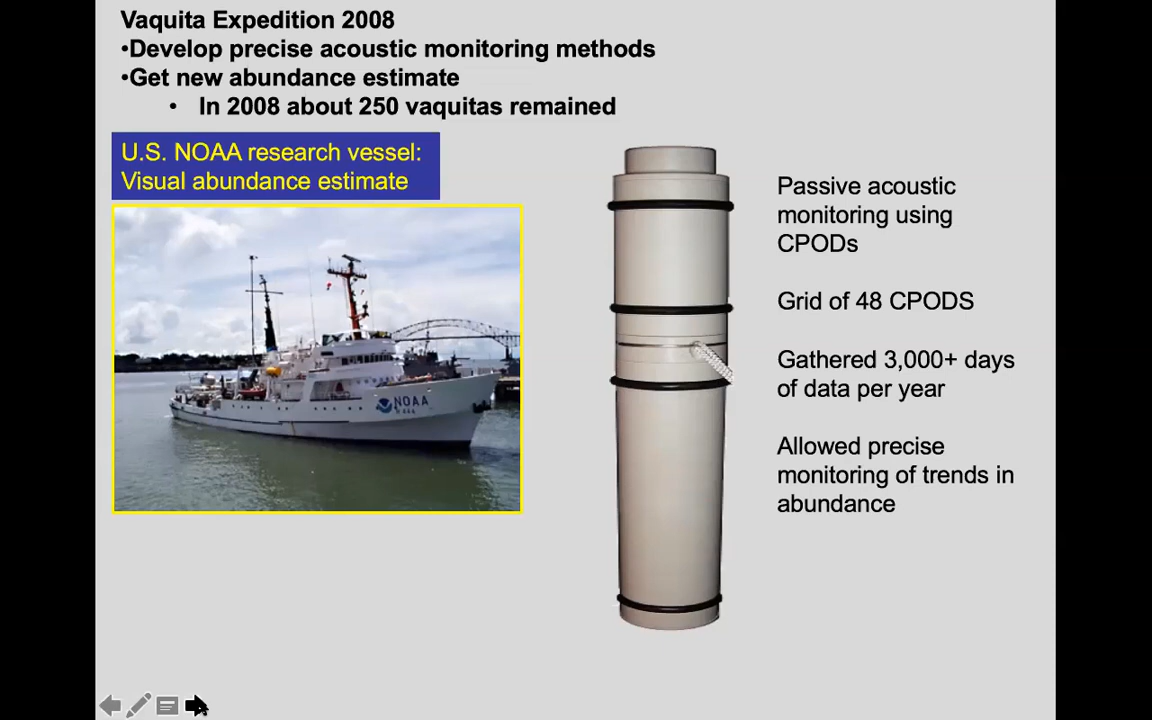 Vaquita Expedition 2008
•Develop precise acoustic monitoring methods
•Get new abundance estimate
• In 2008 about 250 vaquitas remained
U.S. NOAA research vessel:
Visual abundance estimate
NOAA
Passive acoustic
monitoring using
CPODs
Grid of 48 CPODS
Gathered 3,000+ days
of data per year
Allowed precise
monitoring of trends in
abundance